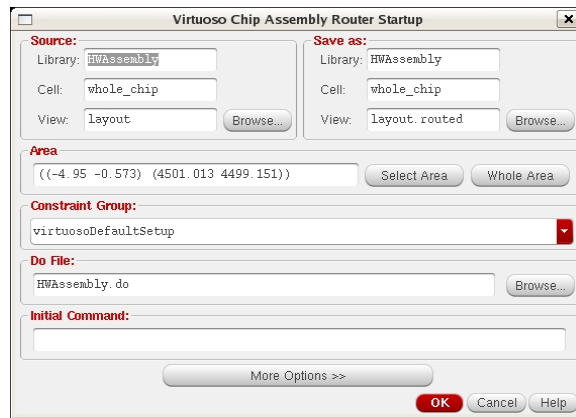 Virtuoso Chip Assembly Router Startup
Source:
Library: HWAssembly
Cell: whole_chip
View: layout Browse...
Save as:
Library: HWAssembly
Cell: whole_chip
View: layout.routed Browse...
Area
((-4.95 -0.573) (4501.013 4499.151)) Select Area Whole Area
Constraint Group:
virtuosoDefaultSetup
Do File:
HWAssembly.do Browse...
Initial Command:
More Options >>
OK Cancel Help